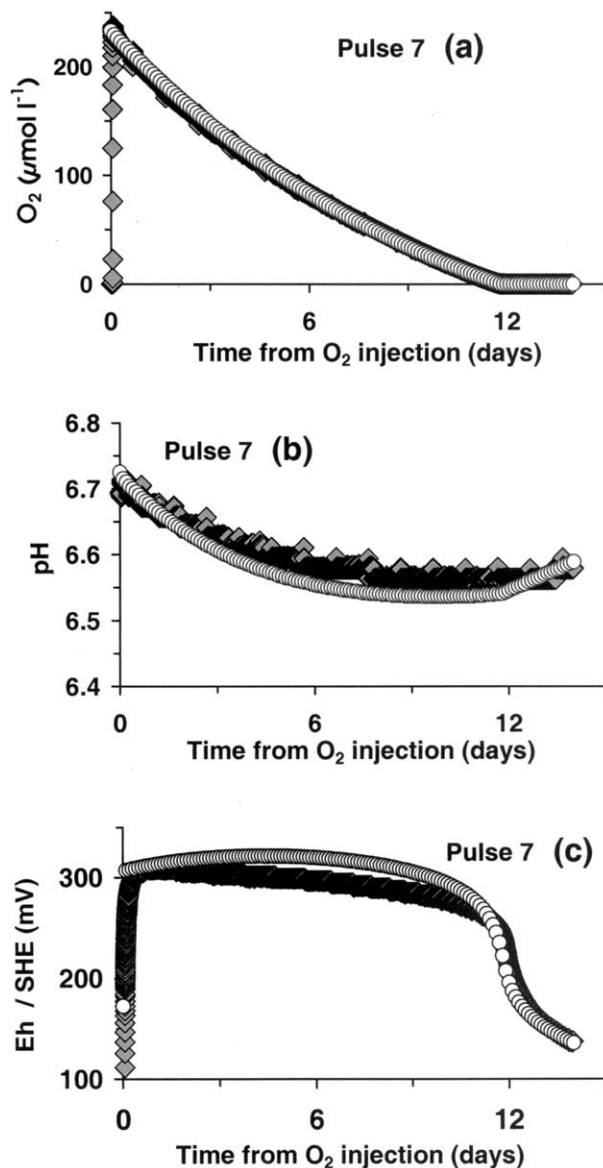 Pulse 7 (a)
200
100
0
O₂ (µmol l⁻¹)
0 6 12
Time from O₂ injection (days)
6.8
6.7
6.6
6.5
6.4
pH
Pulse 7 (b)
0 6 12
Time from O₂ injection (days)
Pulse 7 (c)
300
200
100
Eh / SHE (mV)
0 6 12
Time from O₂ injection (days)